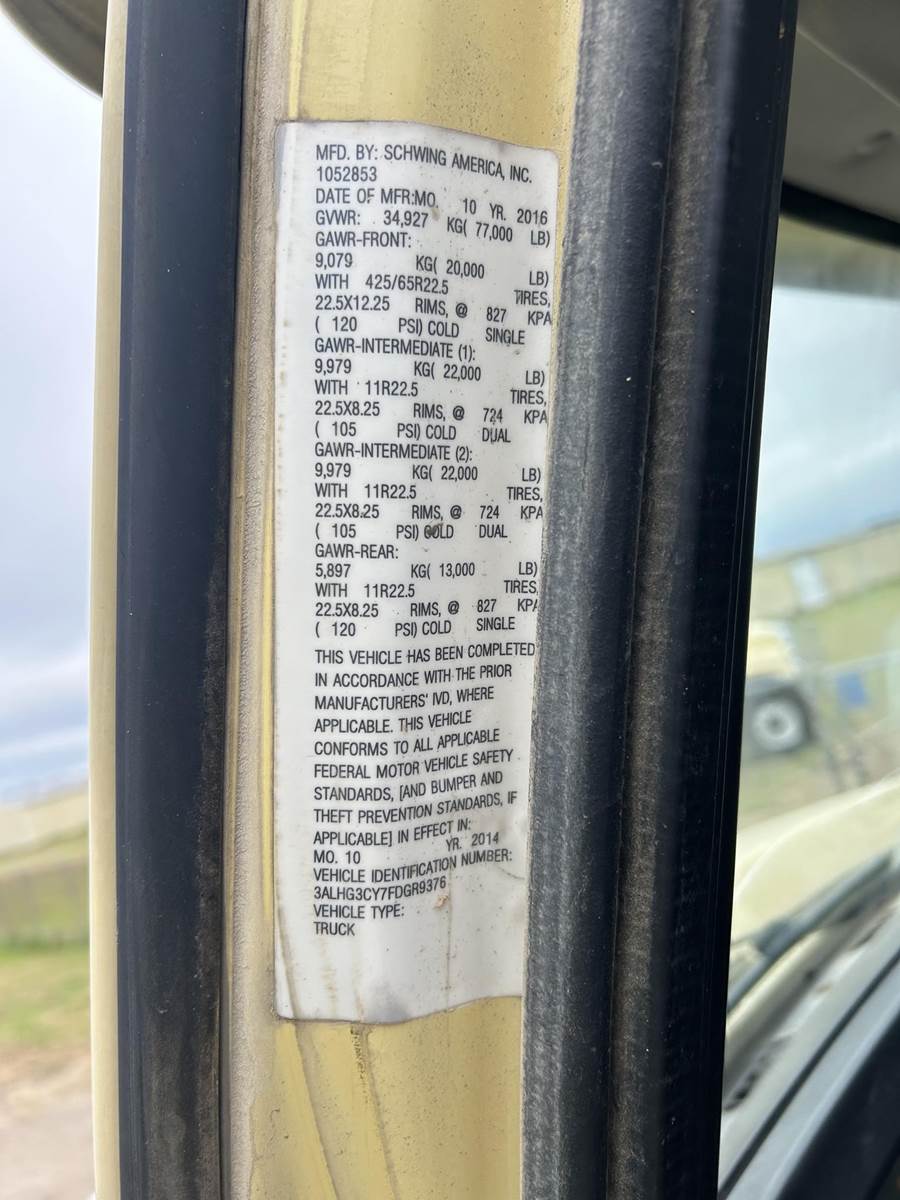 MFD. BY: SCHWING AMERICA, INC.
1052853
DATE OF MFR:MO. 10 YR. 2016
GVWR: 34,927 KG( 77,000 LB)
GAWR-FRONT:
9,079 KG( 20,000 LB)
WITH 425/65R22.5 TIRES,
22.5X12.25 RIMS, @ 827 KPA
( 120 PSI) COLD SINGLE
GAWR-INTERMEDIATE (1):
9,979 KG( 22,000 LB)
WITH 11R22.5 TIRES,
22.5X8.25 RIMS, @ 724 KPA
( 105 PSI) COLD DUAL
GAWR-INTERMEDIATE (2):
9,979 KG( 22,000 LB)
WITH 11R22.5 TIRES,
22.5X8.25 RIMS, @ 724 KPA
( 105 PSI) COLD DUAL
GAWR-REAR:
5,897 KG( 13,000 LB)
WITH 11R22.5 TIRES,
22.5X8.25 RIMS, @ 827 KPA
( 120 PSI) COLD SINGLE
THIS VEHICLE HAS BEEN COMPLETED
IN ACCORDANCE WITH THE PRIOR
MANUFACTURERS' IVD, WHERE
APPLICABLE. THIS VEHICLE
CONFORMS TO ALL APPLICABLE
FEDERAL MOTOR VEHICLE SAFETY
STANDARDS, [AND BUMPER AND
THEFT PREVENTION STANDARDS, IF
APPLICABLE] IN EFFECT IN:
MO. 10 YR. 2014
VEHICLE IDENTIFICATION NUMBER:
3ALHG3CY7FDGR9376
VEHICLE TYPE:
TRUCK